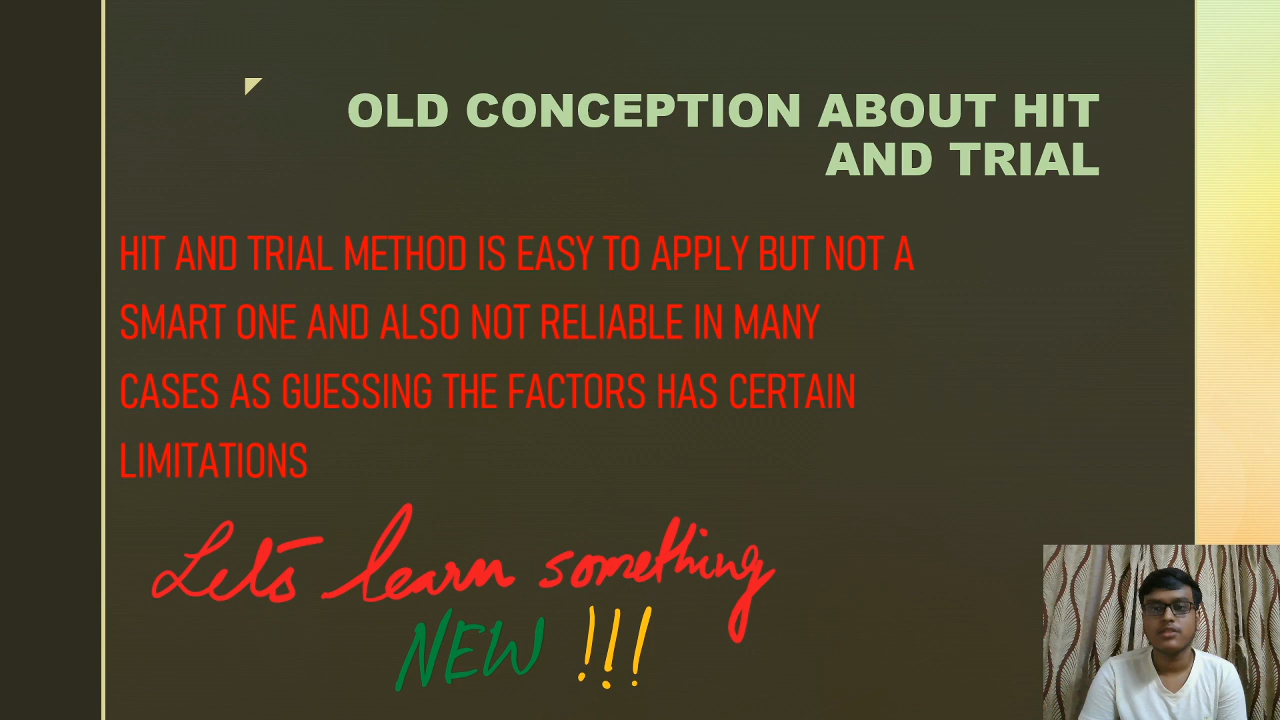 OLD CONCEPTION ABOUT HIT
AND TRIAL
HIT AND TRIAL METHOD IS EASY TO APPLY BUT NOT A
SMART ONE AND ALSO NOT RELIABLE IN MANY
CASES AS GUESSING THE FACTORS HAS CERTAIN
LIMITATIONS
Let's learn something
NEW !!!